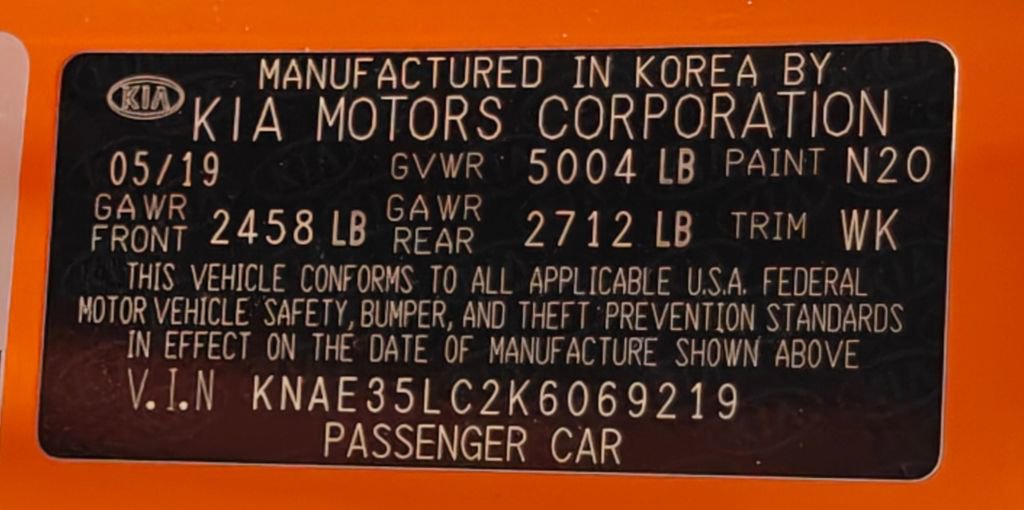 KIA
MANUFACTURED IN KOREA BY
KIA MOTORS CORPORATION
05/19 GVWR 5004 LB PAINT N2O
GAWR FRONT 2458 LB GAWR REAR 2712 LB TRIM WK
THIS VEHICLE CONFORMS TO ALL APPLICABLE U.S.A. FEDERAL
MOTOR VEHICLE SAFETY, BUMPER, AND THEFT PREVENTION STANDARDS
IN EFFECT ON THE DATE OF MANUFACTURE SHOWN ABOVE
V.I.N KNAE35LC2K6069219
PASSENGER CAR